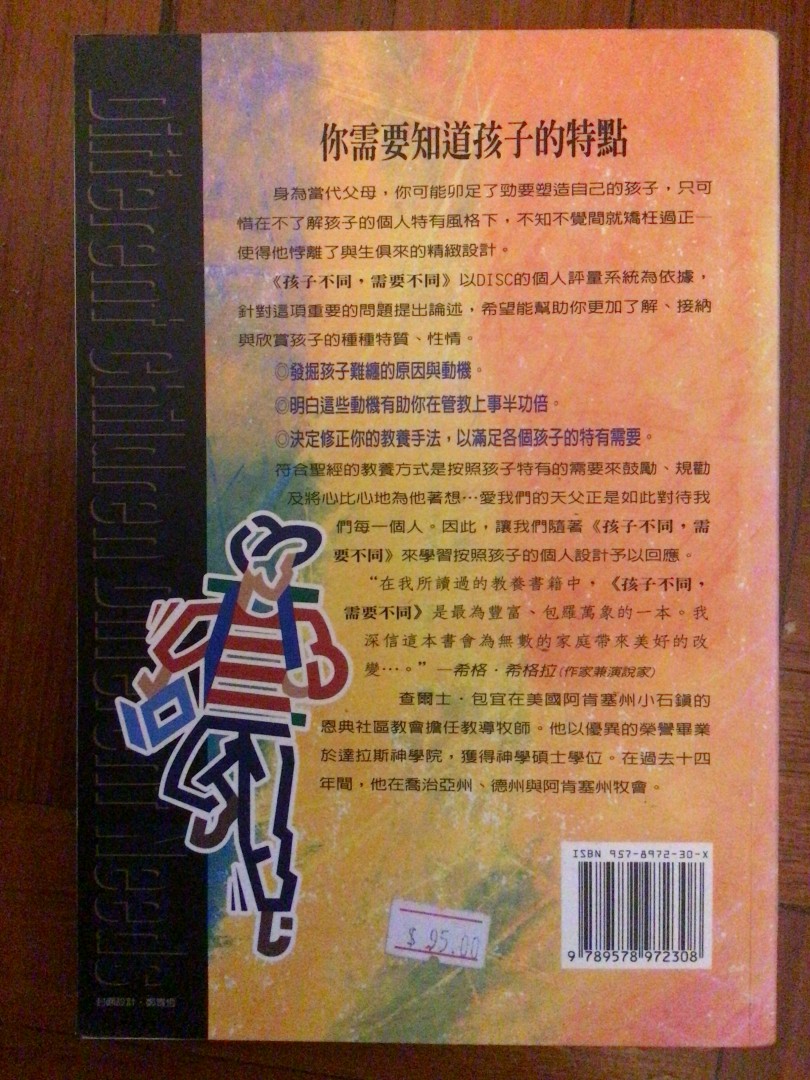 Different Children Different Needs
你需要知道孩子的特點
身為當代父母，你可能卯足了勁要塑造自己的孩子，只可
惜在不了解孩子的個人特有風格下，不知不覺間就矯枉過正—
使得他悖離了與生俱來的精緻設計。
《孩子不同，需要不同》以DISC的個人評量系統為依據，
針對這項重要的問題提出論述，希望能幫助你更加了解、接納
與欣賞孩子的種種特質、性情。
◎發掘孩子難纏的原因與動機。
◎明白這些動機有助你在管教上事半功倍。
◎決定修正你的教養手法，以滿足各個孩子的特有需要。
符合聖經的教養方式是按照孩子特有的需要來鼓勵、規勸
及將心比心地為他著想…愛我們的天父正是如此對待我
們每一個人。因此，讓我們隨著《孩子不同，需
要不同》來學習按照孩子的個人設計予以回應。
“在我所讀過的教養書籍中，《孩子不同，
需要不同》是最為豐富、包羅萬象的一本。我
深信這本書會為無數的家庭帶來美好的改
變…。”—希格·希格拉(作家兼演說家)
查爾士·包宜在美國阿肯塞州小石鎮的
恩典社區教會擔任教導牧師。他以優異的榮譽畢業
於達拉斯神學院，獲得神學碩士學位。在過去十四
年間，他在喬治亞州、德州與阿肯塞州牧會。
ISBN 957-8972-30-X
9 789578 972308
$ 95.00
封面設計·